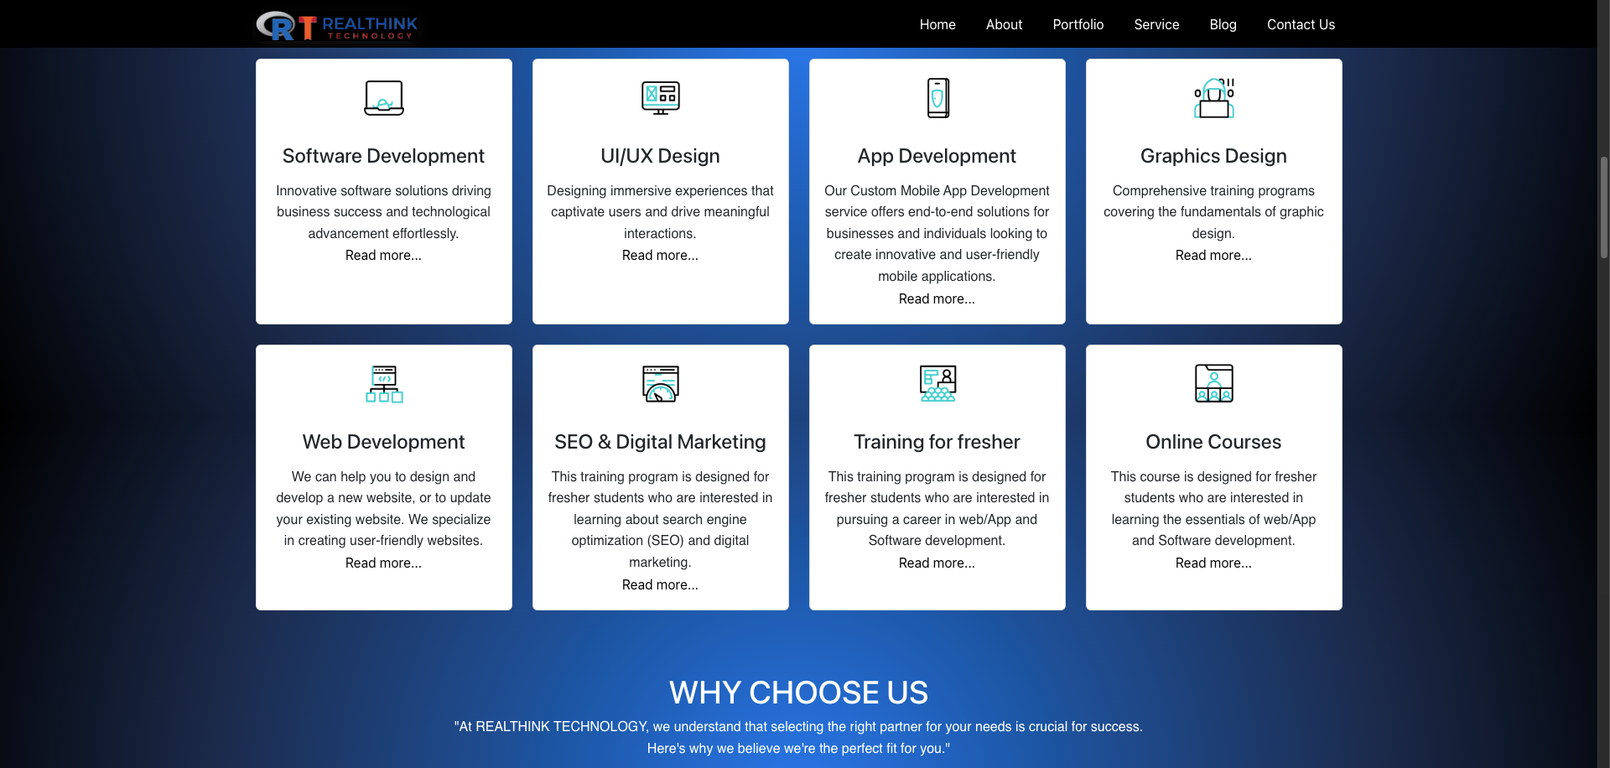 REALTHINK
TECHNOLOGY
Home About Portfolio Service Blog Contact Us
Software Development
Innovative software solutions driving
business success and technological
advancement effortlessly.
Read more...
UI/UX Design
Designing immersive experiences that
captivate users and drive meaningful
interactions.
Read more...
App Development
Our Custom Mobile App Development
service offers end-to-end solutions for
businesses and individuals looking to
create innovative and user-friendly
mobile applications.
Read more...
Graphics Design
Comprehensive training programs
covering the fundamentals of graphic
design.
Read more...
Web Development
We can help you to design and
develop a new website, or to update
your existing website. We specialize
in creating user-friendly websites.
Read more...
SEO & Digital Marketing
This training program is designed for
fresher students who are interested in
learning about search engine
optimization (SEO) and digital
marketing.
Read more...
Training for fresher
This training program is designed for
fresher students who are interested in
pursuing a career in web/App and
Software development.
Read more...
Online Courses
This course is designed for fresher
students who are interested in
learning the essentials of web/App
and Software development.
Read more...
WHY CHOOSE US
"At REALTHINK TECHNOLOGY, we understand that selecting the right partner for your needs is crucial for success.
Here's why we believe we're the perfect fit for you."